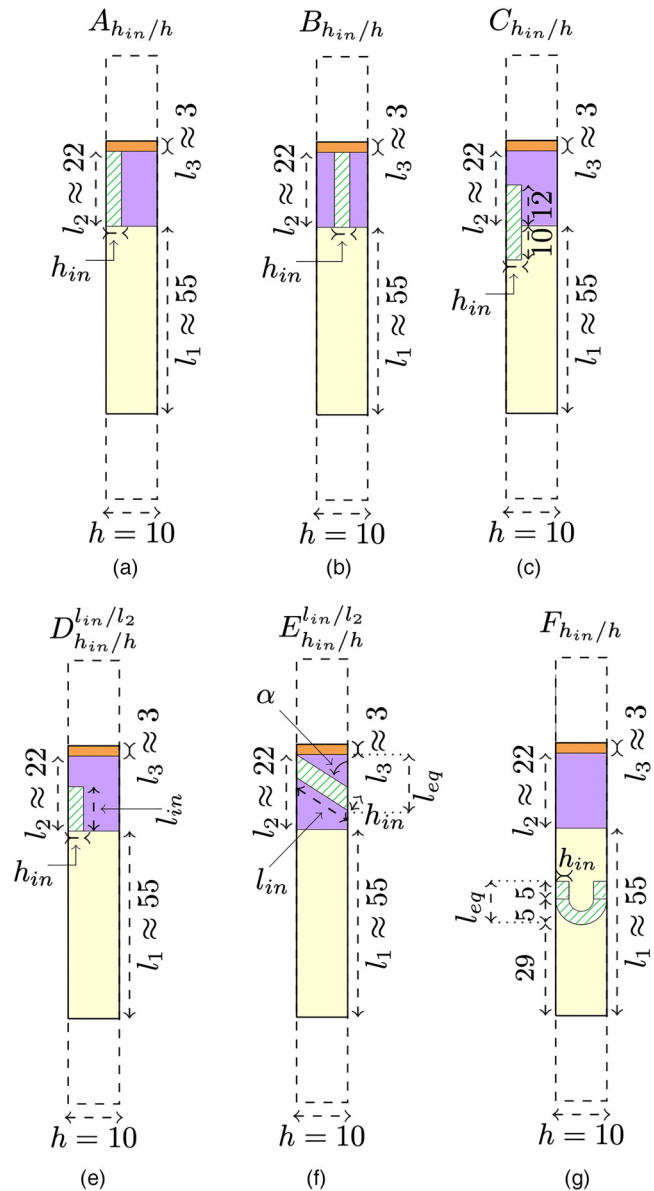 A_{h_{in}/h}
l_2 ≈ 22
l_3 ≈ 3
h_{in}
l_1 ≈ 55
h = 10
(a)
B_{h_{in}/h}
l_2 ≈ 22
l_3 ≈ 3
h_{in}
l_1 ≈ 55
h = 10
(b)
C_{h_{in}/h}
l_2 ≈ 22
l_3 ≈ 3
12
10
h_{in}
l_1 ≈ 55
h = 10
(c)
D_{h_{in}/h}^{l_{in}/l_2}
l_2 ≈ 22
l_3 ≈ 3
l_{in}
h_{in}
l_1 ≈ 55
h = 10
(e)
E_{h_{in}/h}^{l_{in}/l_2}
α
l_2 ≈ 22
l_3 ≈ 3
l_{eq}
h_{in}
l_{in}
l_1 ≈ 55
h = 10
(f)
F_{h_{in}/h}
l_2 ≈ 22
l_3 ≈ 3
h_{in}
l_{eq}
5
5
29
l_1 ≈ 55
h = 10
(g)